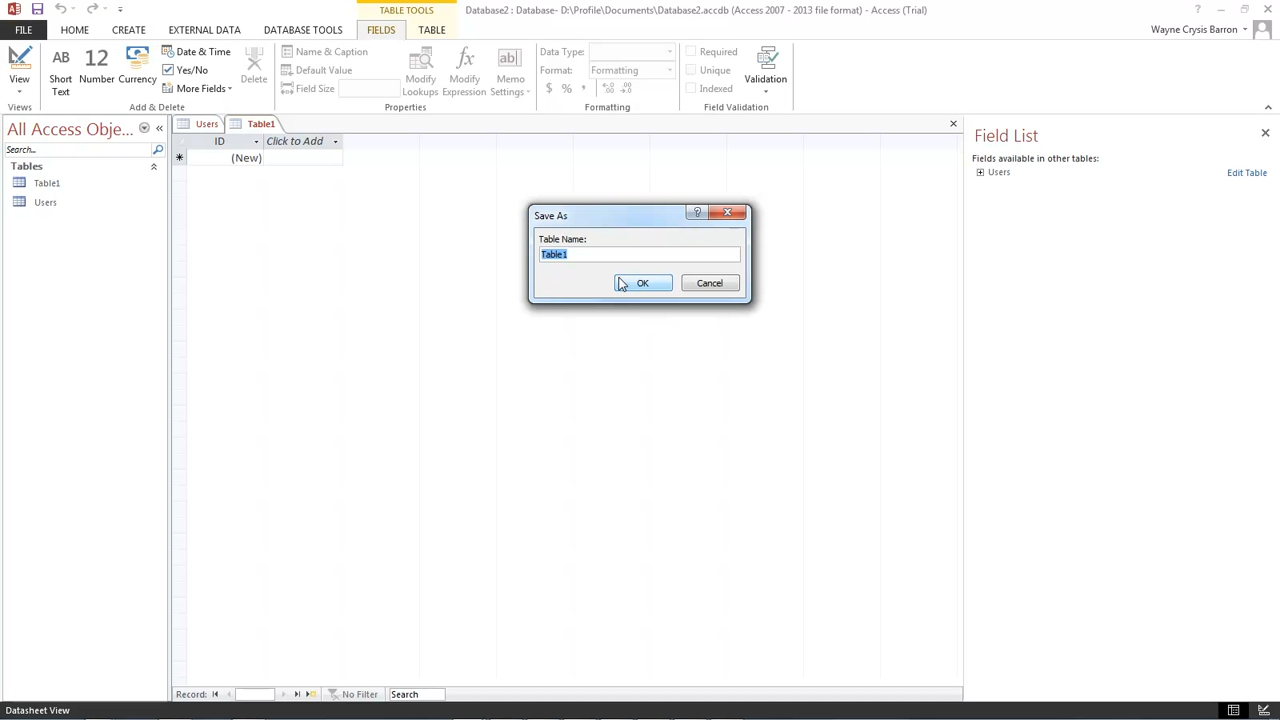 TABLE TOOLS
Database2 : Database- D:\Profile\Documents\Database2.accdb (Access 2007 - 2013 file format) - Access (Trial)
FILE HOME CREATE EXTERNAL DATA DATABASE TOOLS FIELDS TABLE Wayne Crysis Barron
View
Views
AB Short Text
12 Number
Currency
Date & Time
Yes/No
More Fields
Delete
Add & Delete
Name & Caption
Default Value
Field Size
Modify Lookups
fx Modify Expression
ab Memo Settings
Properties
Data Type:
Format: Formatting
$ % ,
Formatting
Required
Unique
Indexed
Validation
Field Validation
All Access Obje...
Search...
Tables
Table1
Users
Users Table1
ID Click to Add
(New)
Save As
Table Name:
Table1
OK Cancel
Field List
Fields available in other tables:
Users Edit Table
Record: No Filter Search
Datasheet View